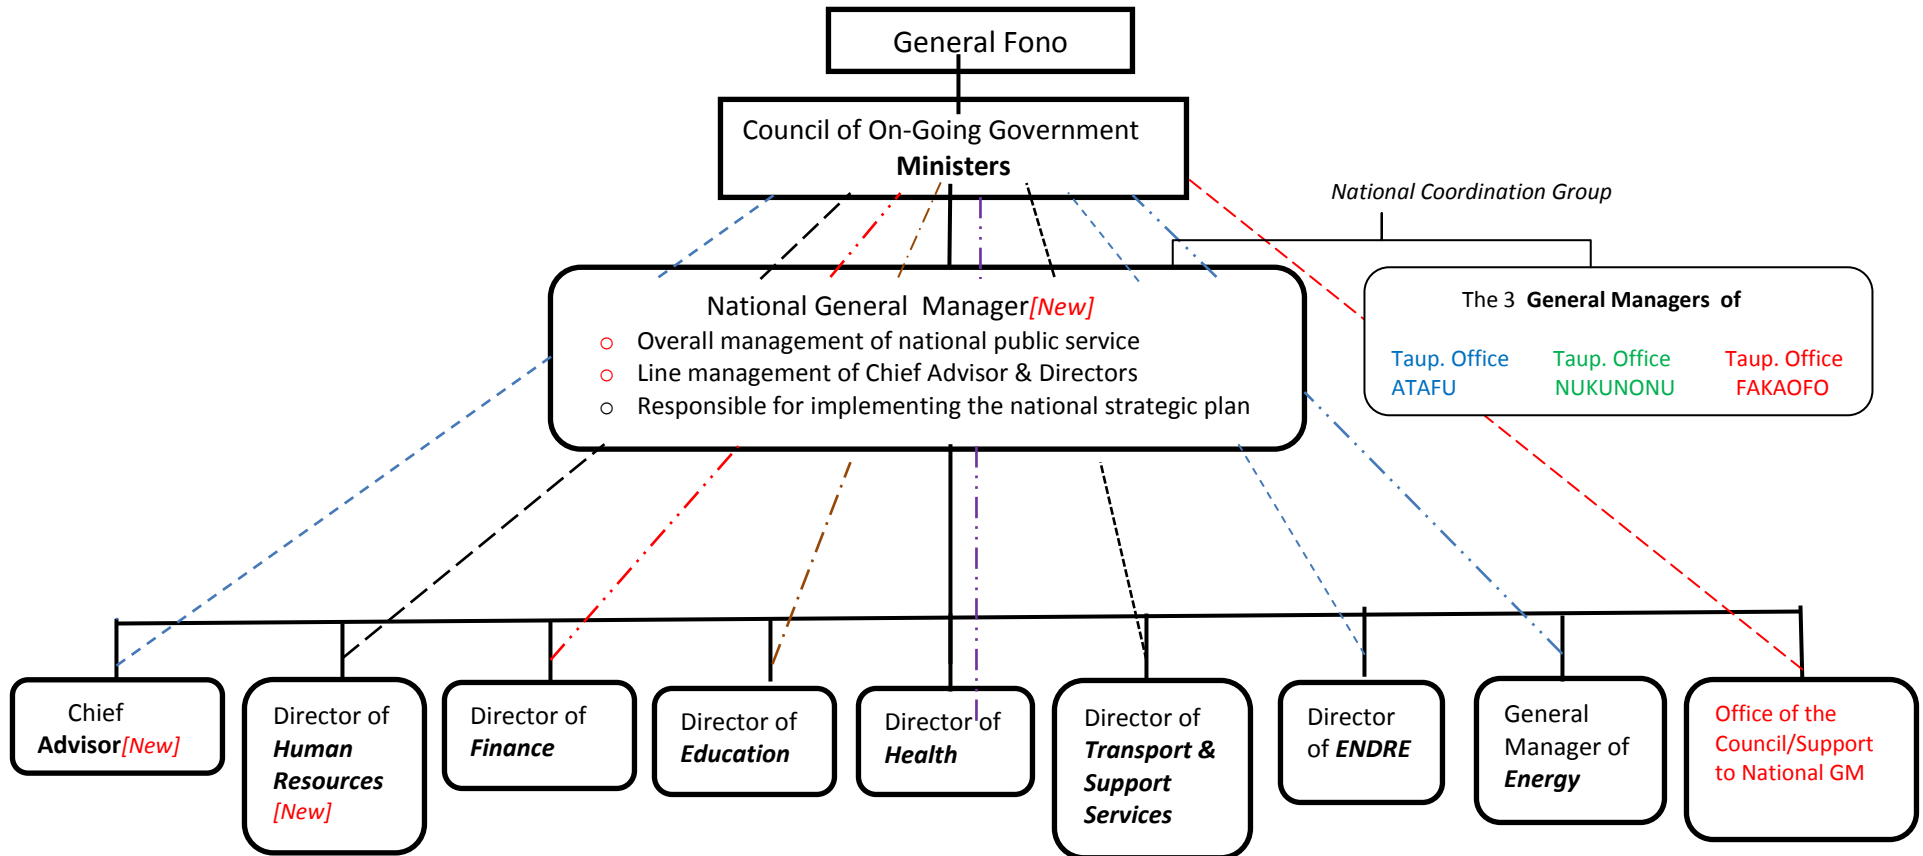 General Fono
Council of On-Going Government
Ministers
National Coordination Group
National General  Manager[New]
○ Overall management of national public service
○ Line management of Chief Advisor & Directors
○ Responsible for implementing the national strategic plan
The 3  General Managers  of
Taup. Office
ATAFU
Taup. Office
NUKUNONU
Taup. Office
FAKAOFO
Chief
Advisor[New]
Director of
Human
Resources
[New]
Director of
Finance
Director of
Education
Director of
Health
Director of
Transport &
Support
Services
Director
of ENDRE
General
Manager of
Energy
Office of the
Council/Support
to National GM